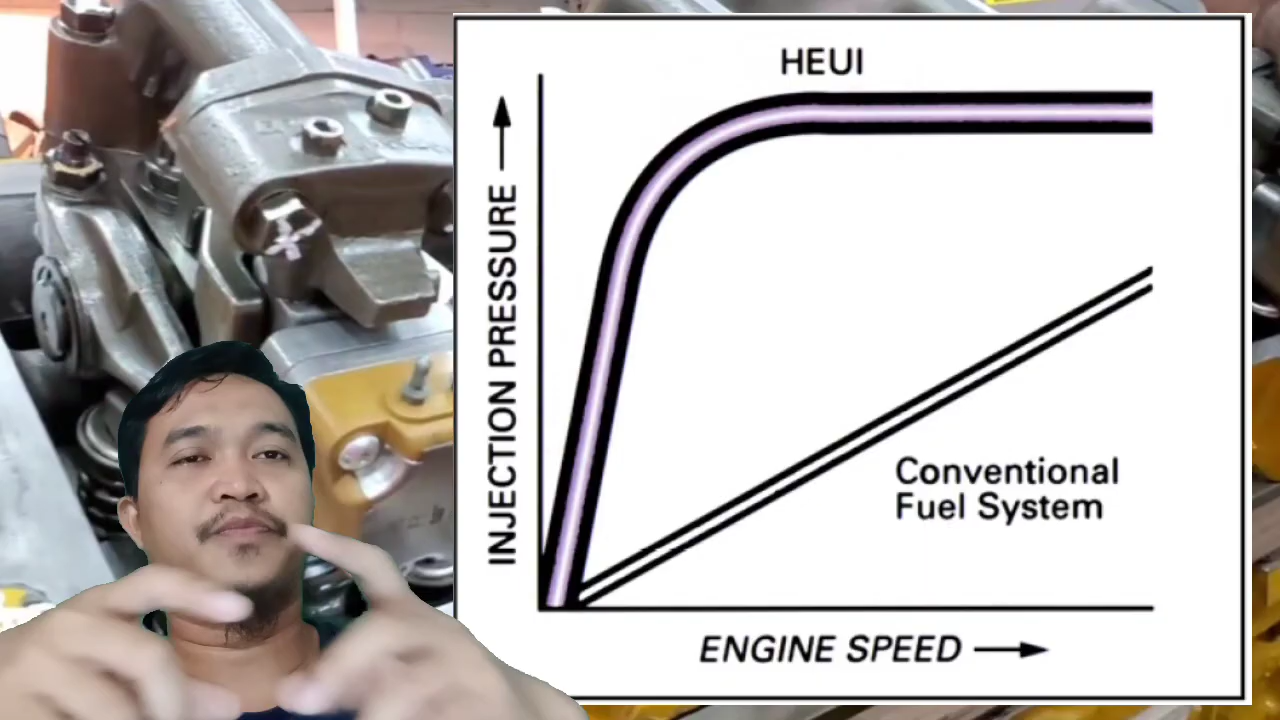 HEUI
INJECTION PRESSURE
Conventional
Fuel System
ENGINE SPEED